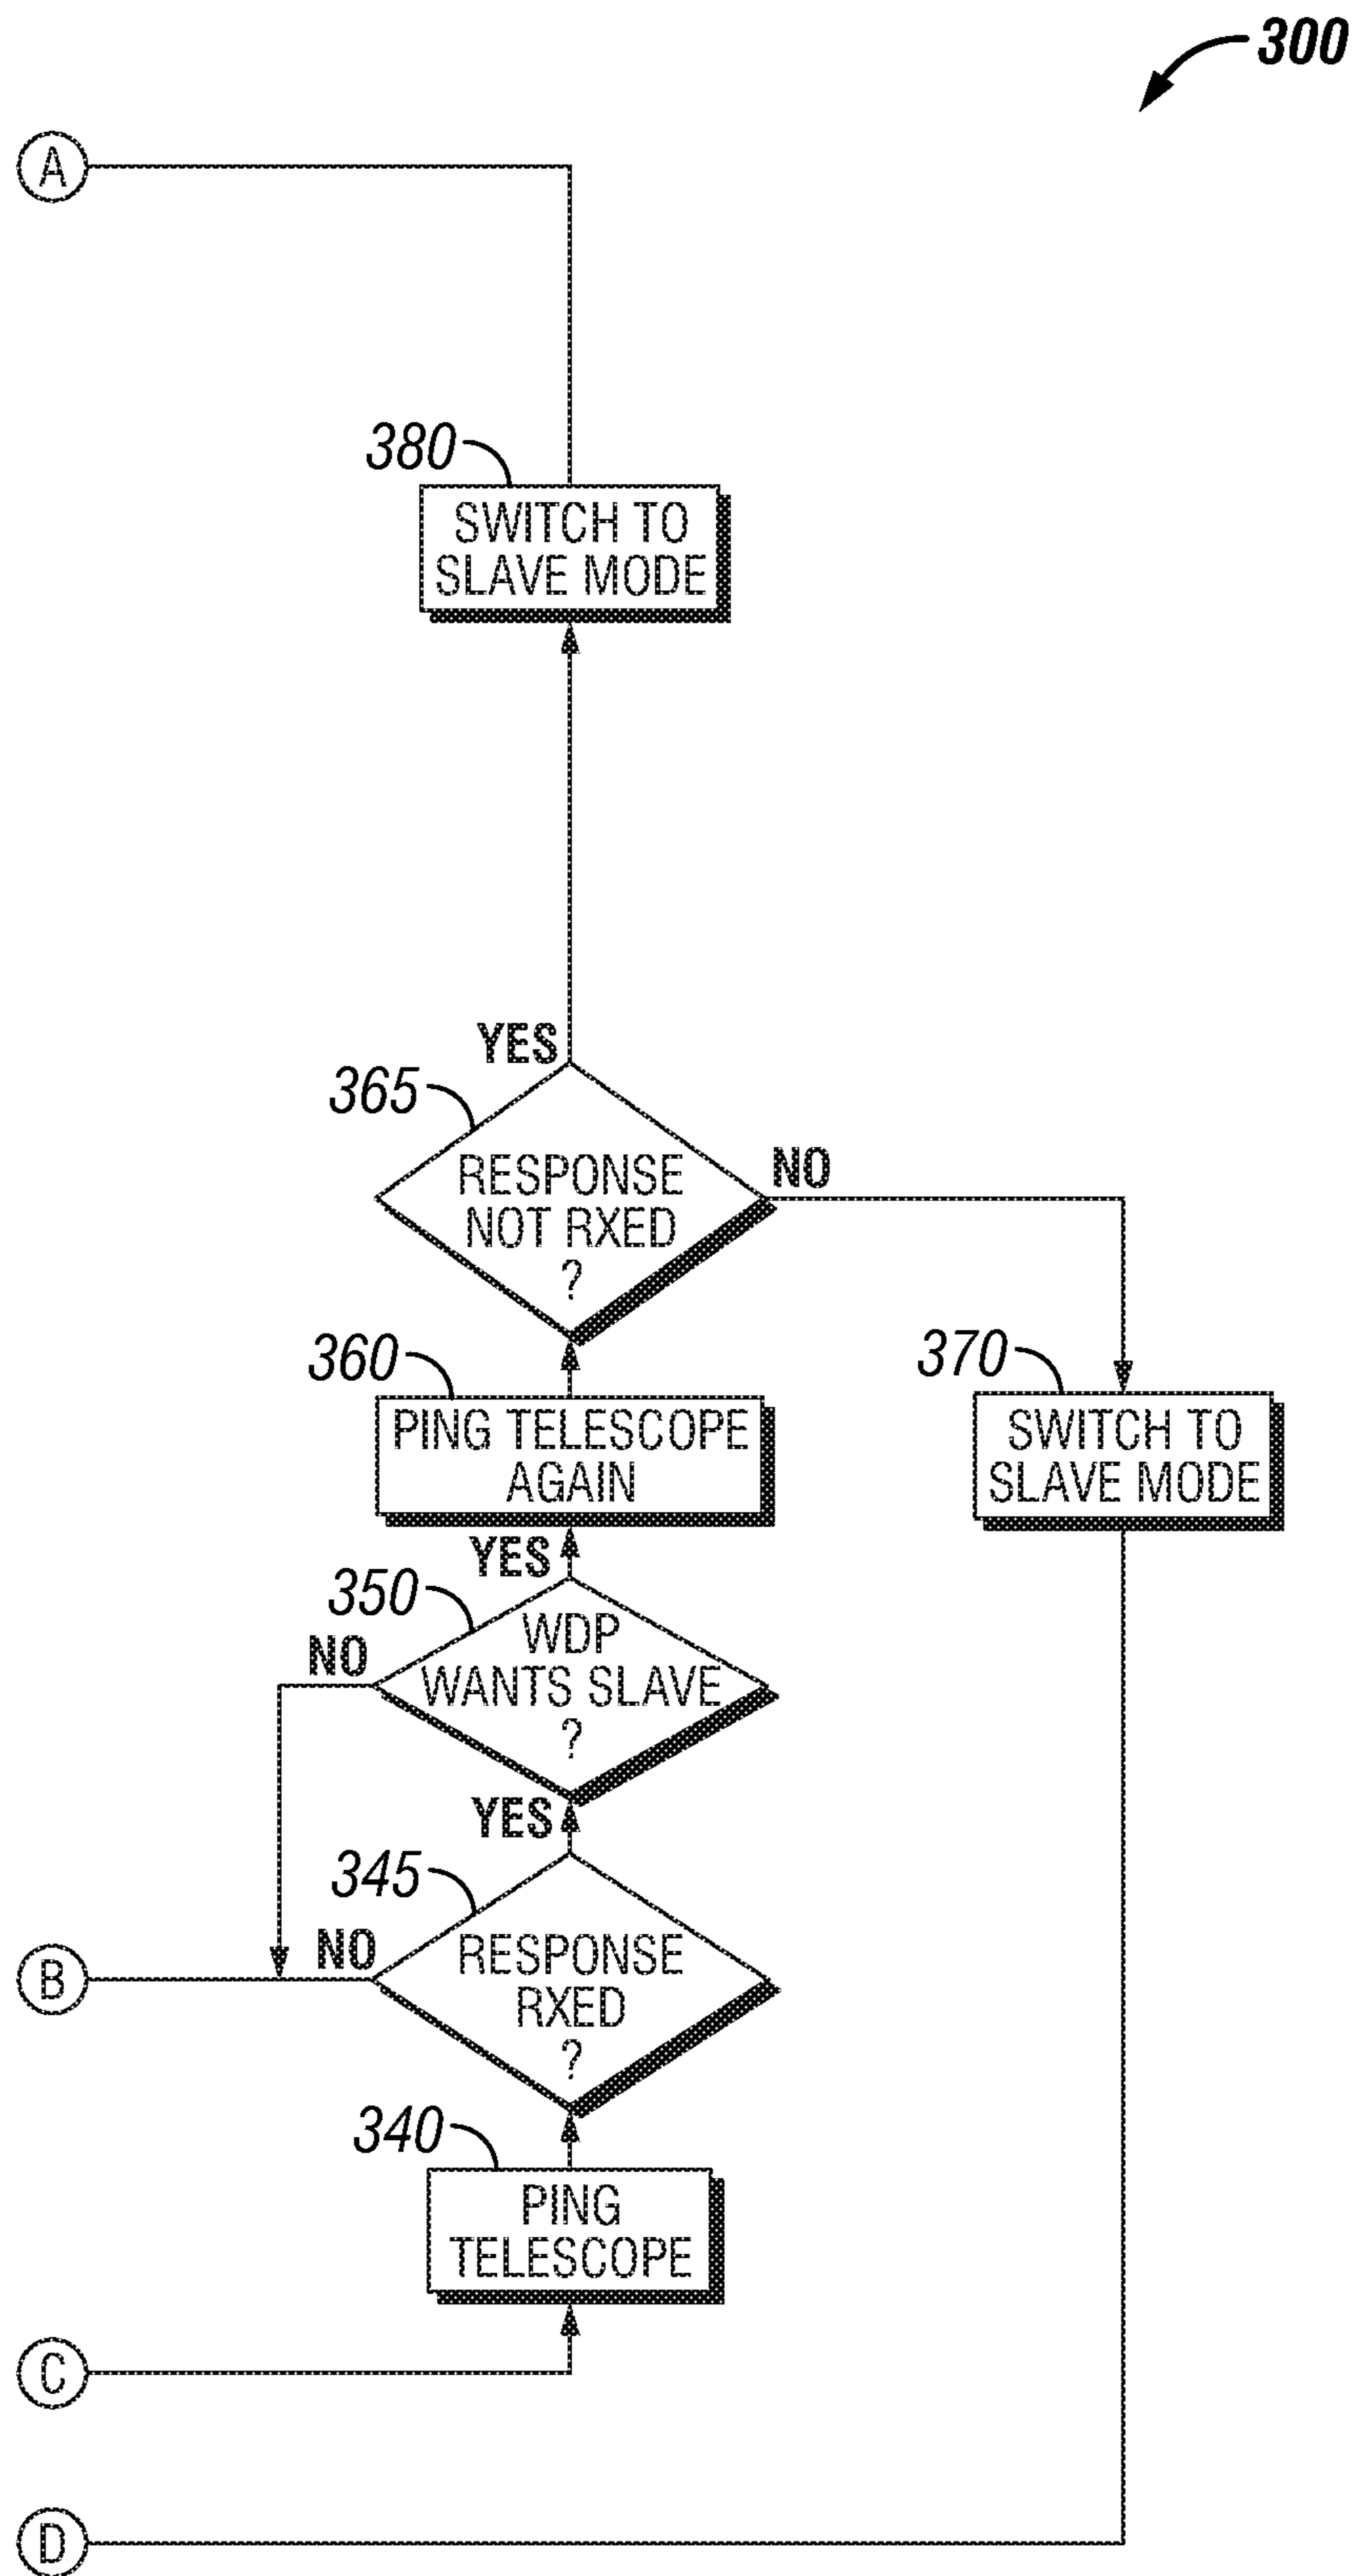 300
A
380
SWITCH TO
SLAVE MODE
YES
365
RESPONSE
NOT RXED
?
NO
360
PING TELESCOPE
AGAIN
370
SWITCH TO
SLAVE MODE
YES
350
WDP
WANTS SLAVE
?
NO
YES
345
RESPONSE
RXED
?
NO
B
340
PING
TELESCOPE
C
D